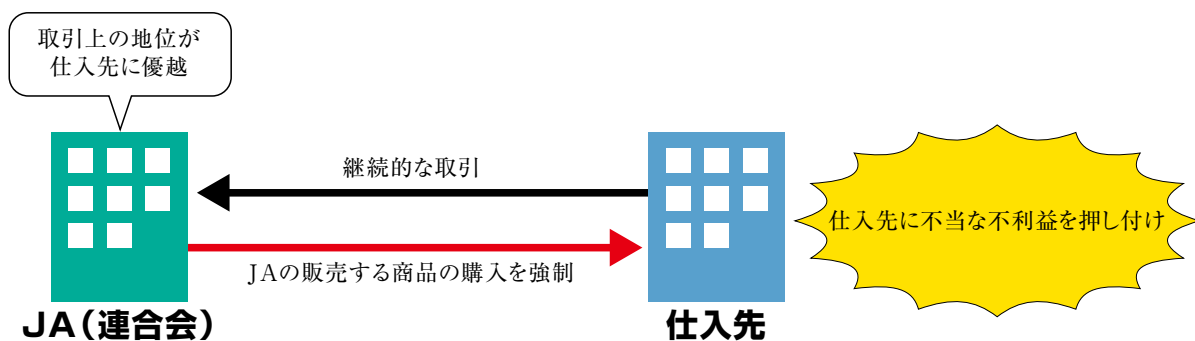 取引上の地位が
仕入先に優越
継続的な取引
JAの販売する商品の購入を強制
仕入先に不当な不利益を押し付け
JA(連合会)
仕入先